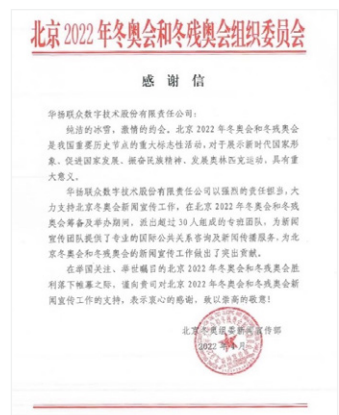 北京2022年冬奥会和冬残奥会组织委员会
感谢信
华扬联众数字技术股份有限责任公司：
纯洁的冰雪，激情的约会。北京2022年冬奥会和冬残奥会
是我国重要历史节点的重大标志性活动，对于展示新时代国家形
象、促进国家发展、振奋民族精神、发展奥林匹克运动，具有重
大意义。
华扬联众数字技术股份有限责任公司以强烈的责任担当，大
力支持北京冬奥会新闻宣传工作，在北京2022年冬奥会和冬残
奥会筹备及举办期间，派出超过30人组成的专班团队，为新闻
宣传团队提供了专业的国际公共关系咨询及新闻传播服务，为北
京冬奥会和冬残奥会的新闻宣传工作做出了突出贡献。
在举国关注、举世瞩目的北京2022年冬奥会和冬残奥会胜
利落下帷幕之际，谨向贵司对北京2022年冬奥会和冬残奥会新
闻宣传工作的支持，表示衷心的感谢，致以崇高的敬意！
北京冬奥组委新闻宣传部
2022年 月